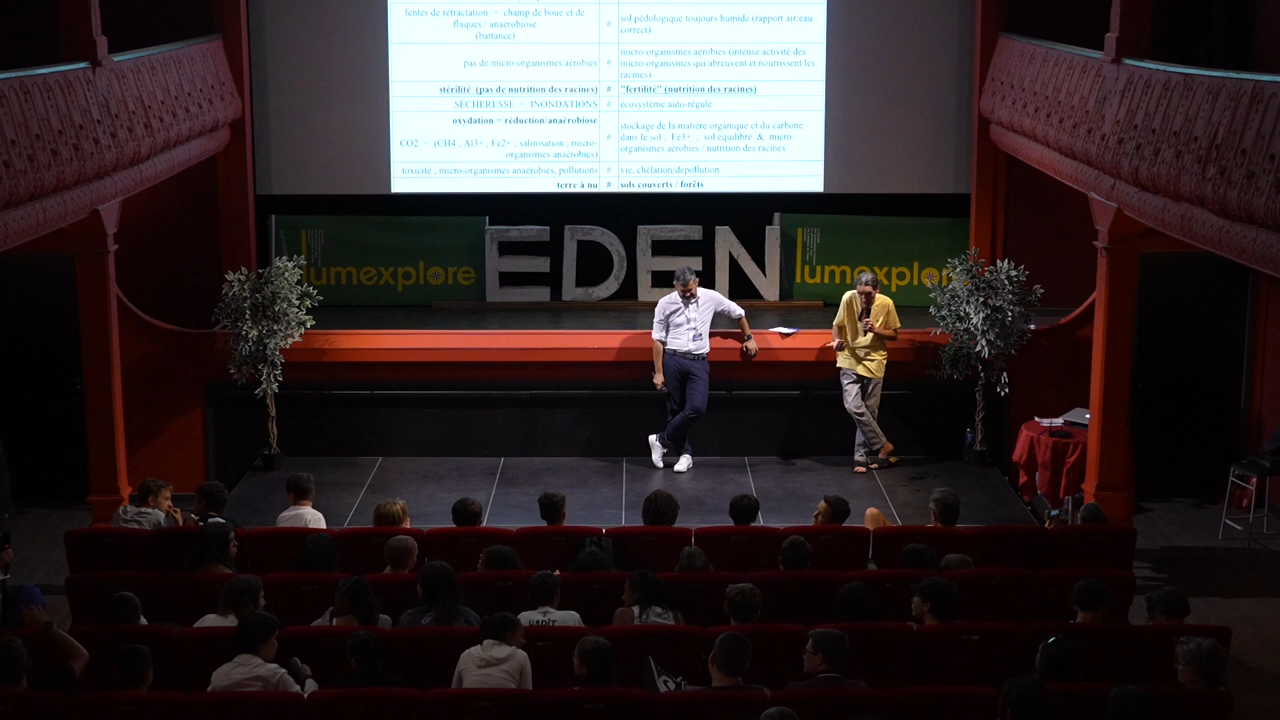 fentes de rétractation = champ de boue et de
flaques / anaérobiose
(battance)
#
sol pédologique toujours humide (rapport air/eau
correct)
pas de micro-organismes aérobies
#
micro-organismes aérobies (intense activité des
micro-organismes qui abreuvent et nourrissent les
racines)
stérilité (pas de nutrition des racines)
#
"fertilité" (nutrition des racines)
SECHERESSE = INONDATIONS
#
écosystème auto-régulé
oxydation = réduction/anaérobiose
CO2 = (CH4 ; Al3+ ; Fe2+ ; salinisation ; micro-
organismes anaérobies)
#
stockage de la matière organique et du carbone
dans le sol ; Fe3+ ; sol équilibré & micro-
organismes aérobies / nutrition des racines
toxicité ; micro-organismes anaérobies, pollutions
#
vie, chélation/dépollution
terre à nu
#
sols couverts / forêts
lumexplore
EDEN
lumexplore
HABIT